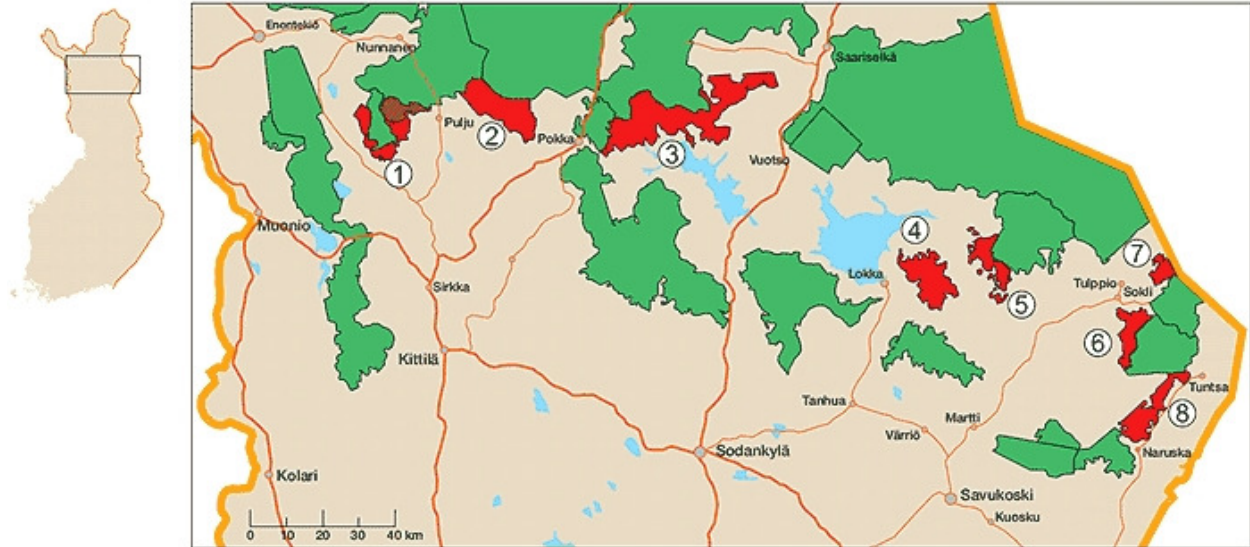 Enontekiö
Nunnanen
Saariselkä
Pulju
Pokka
Vuotso
1
2
3
Muonio
4
Lokka
5
7
Tulppio
Sokli
Sirkka
6
Kittilä
Tuntsa
8
Tanhua
Martti
Värriö
Naruska
Sodankylä
Kolari
Savukoski
Kuosku
0 10 20 30 40 km